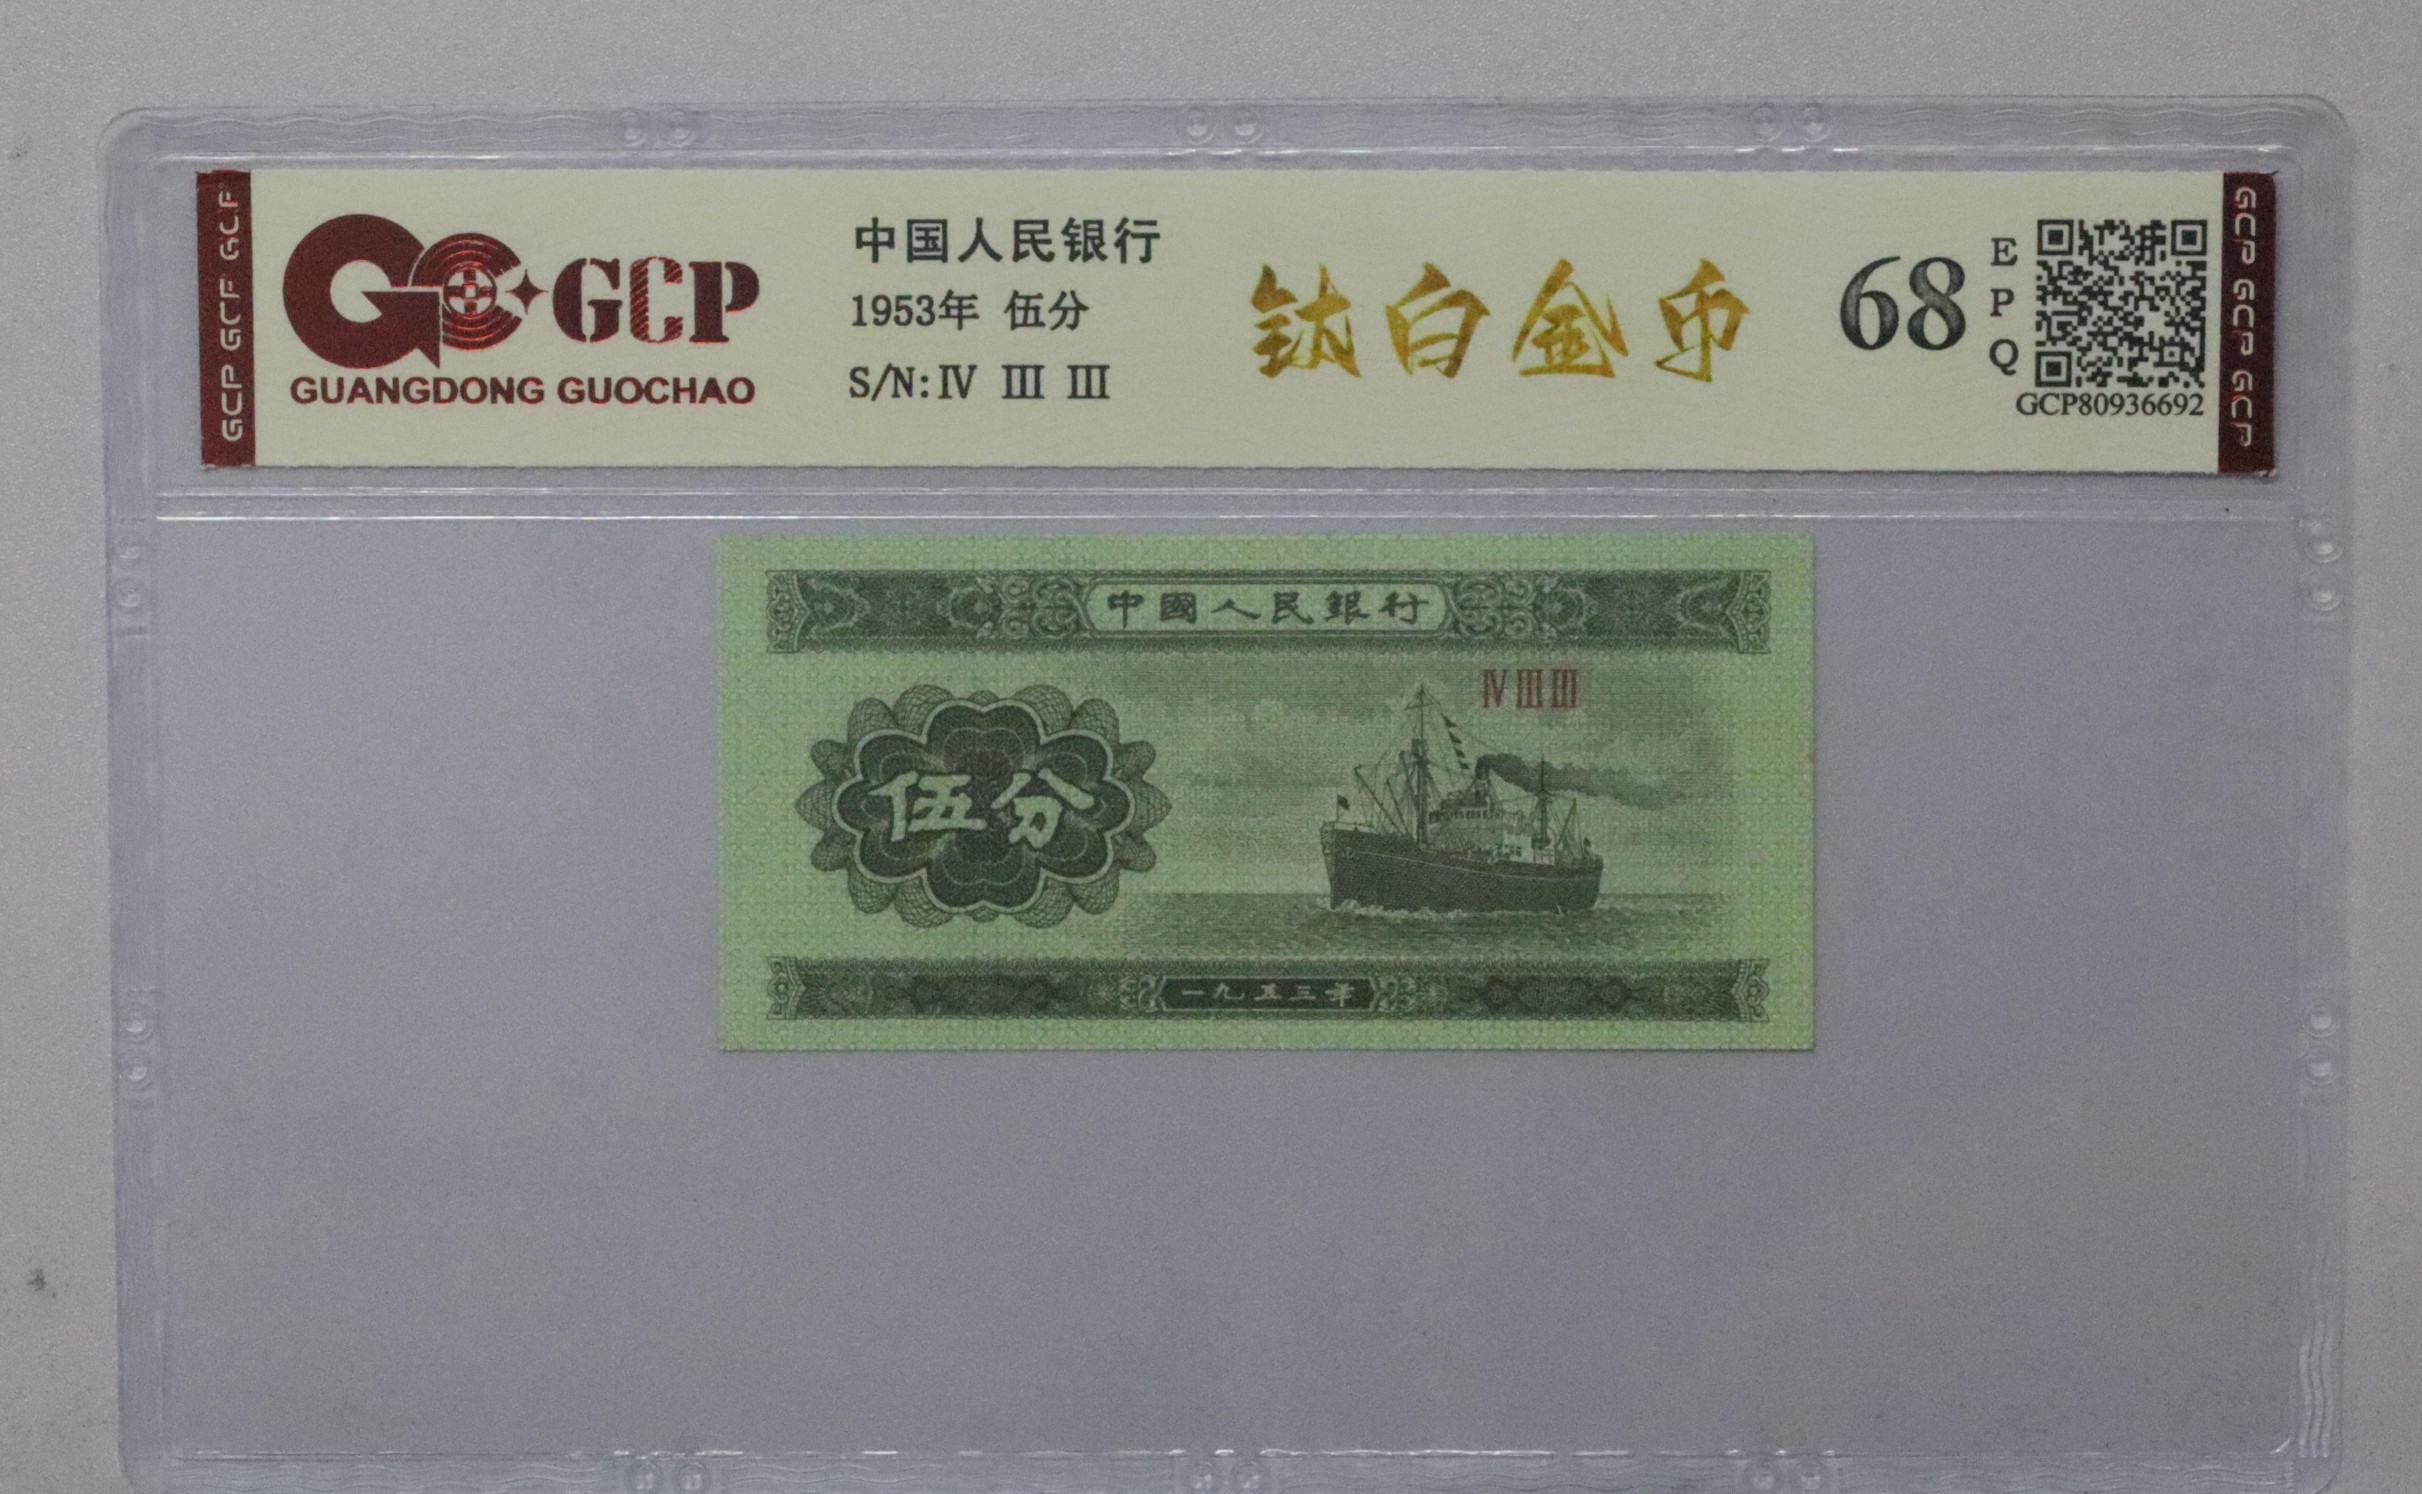 GCP GCP GCP
GCP
GUANGDONG GUOCHAO
中国人民银行
1953年 伍分
S/N: IV III III
钛白金币
68
EPQ
GCP80936692
GCP GCP GCP
中國人民銀行
IV III III
伍分
一九五三年